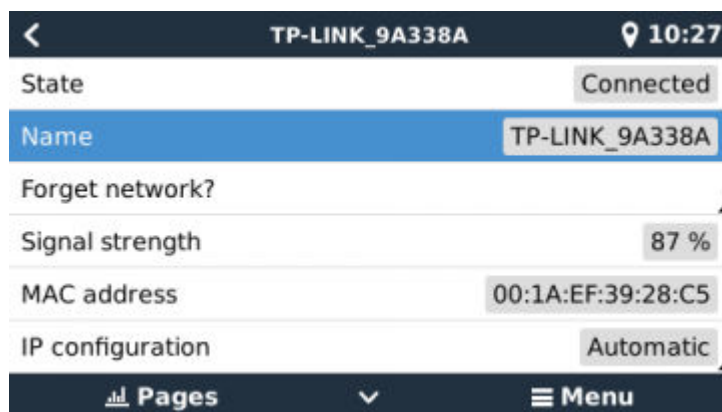 TP-LINK_9A338A 10:27
State Connected
Name TP-LINK_9A338A
Forget network?
Signal strength 87 %
MAC address 00:1A:EF:39:28:C5
IP configuration Automatic
Pages Menu